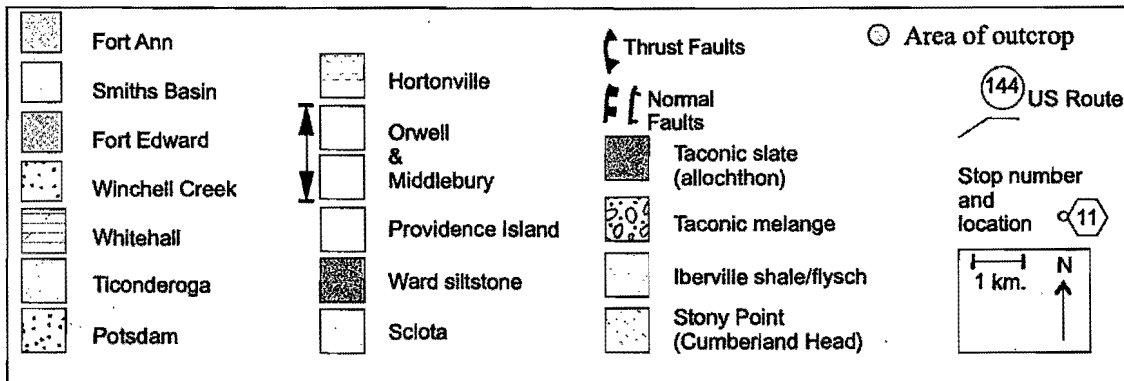 Fort Ann
Smiths Basin
Fort Edward
Winchell Creek
Whitehall
Ticonderoga
Potsdam
Hortonville
Orwell
&
Middlebury
Providence Island
Ward siltstone
Sciota
Thrust Faults
Normal
Faults
Taconic slate
(allochthon)
Taconic melange
Iberville shale/flysch
Stony Point
(Cumberland Head)
Area of outcrop
144 US Route
Stop number
and
location 11
1 km.
N